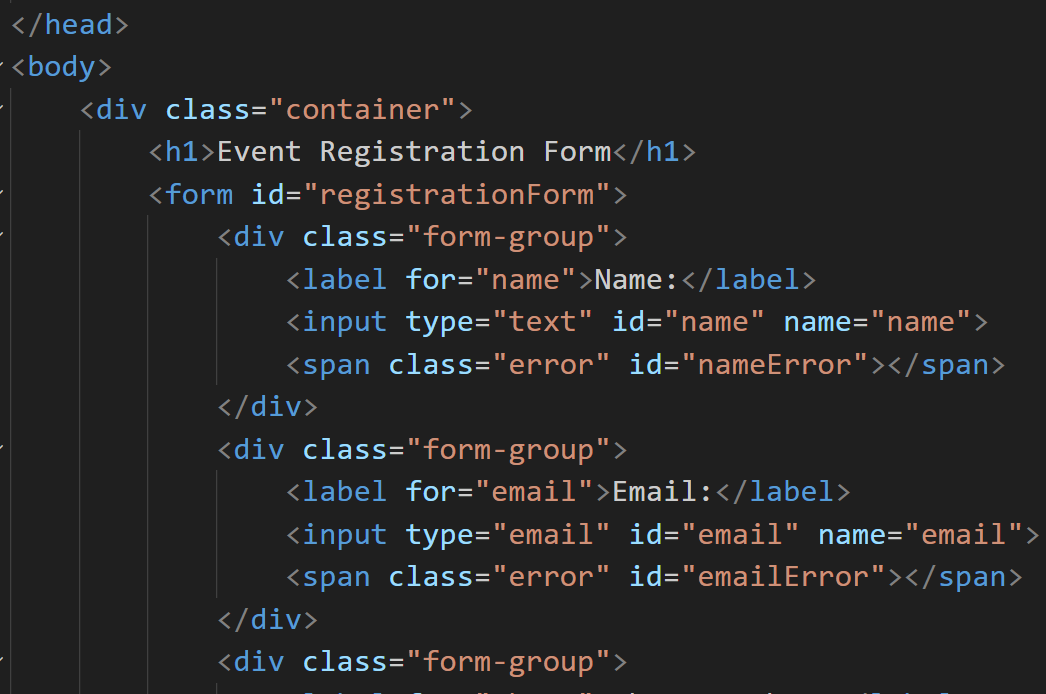 </head>
<body>
    <div class="container">
        <h1>Event Registration Form</h1>
        <form id="registrationForm">
            <div class="form-group">
                <label for="name">Name:</label>
                <input type="text" id="name" name="name">
                <span class="error" id="nameError"></span>
            </div>
            <div class="form-group">
                <label for="email">Email:</label>
                <input type="email" id="email" name="email">
                <span class="error" id="emailError"></span>
            </div>
            <div class="form-group">